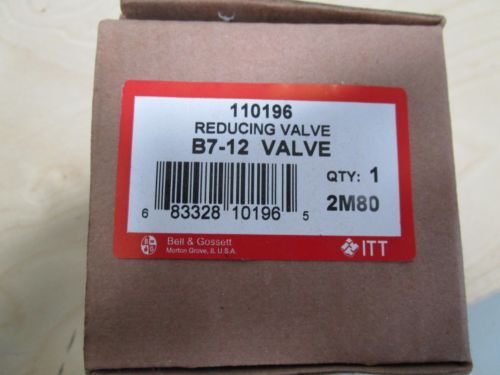 110196
REDUCING VALVE
B7-12 VALVE
QTY: 1
2M80
6 83328 10196 5
Bell & Gossett
Morton Grove, IL U.S.A.
ITT